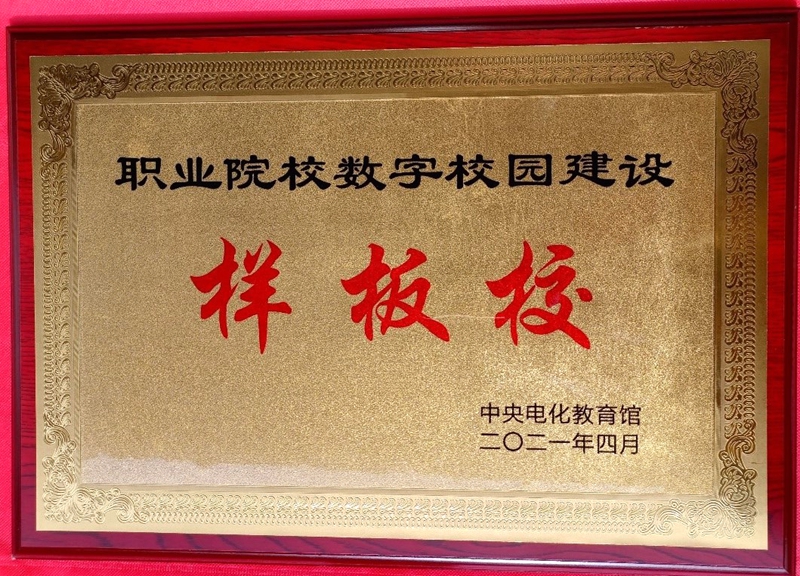 职业院校数字校园建设
样板校
中央电化教育馆
二〇二一年四月